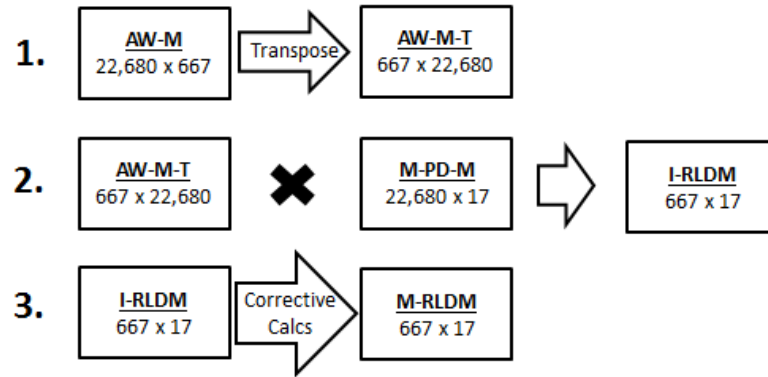 1.
AW-M
22,680 x 667
Transpose
AW-M-T
667 x 22,680
2.
AW-M-T
667 x 22,680
M-PD-M
22,680 x 17
I-RLDM
667 x 17
3.
I-RLDM
667 x 17
Corrective
Calcs
M-RLDM
667 x 17